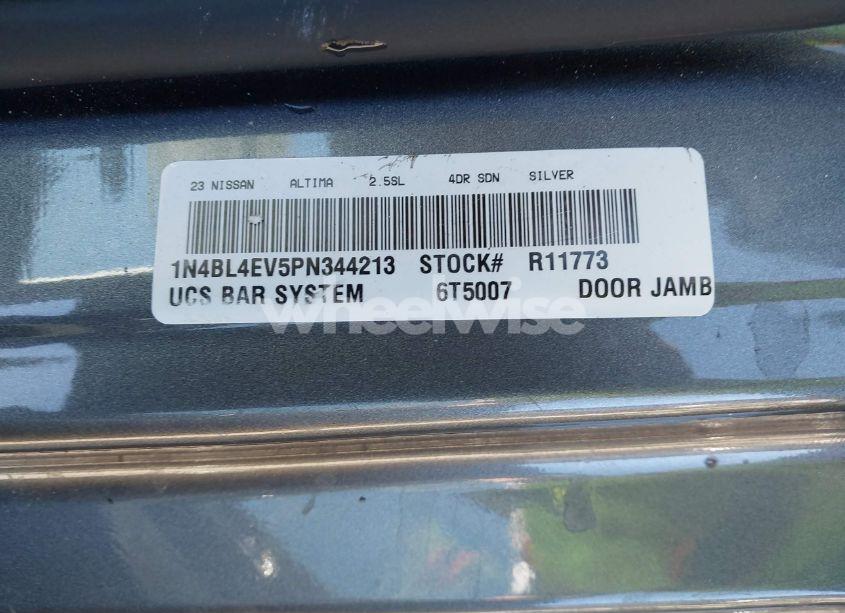 23 NISSAN ALTIMA 2.5SL 4DR SDN SILVER
1N4BL4EV5PN344213 STOCK# R11773
UCS BAR SYSTEM 6T5007 DOOR JAMB
wheelwise